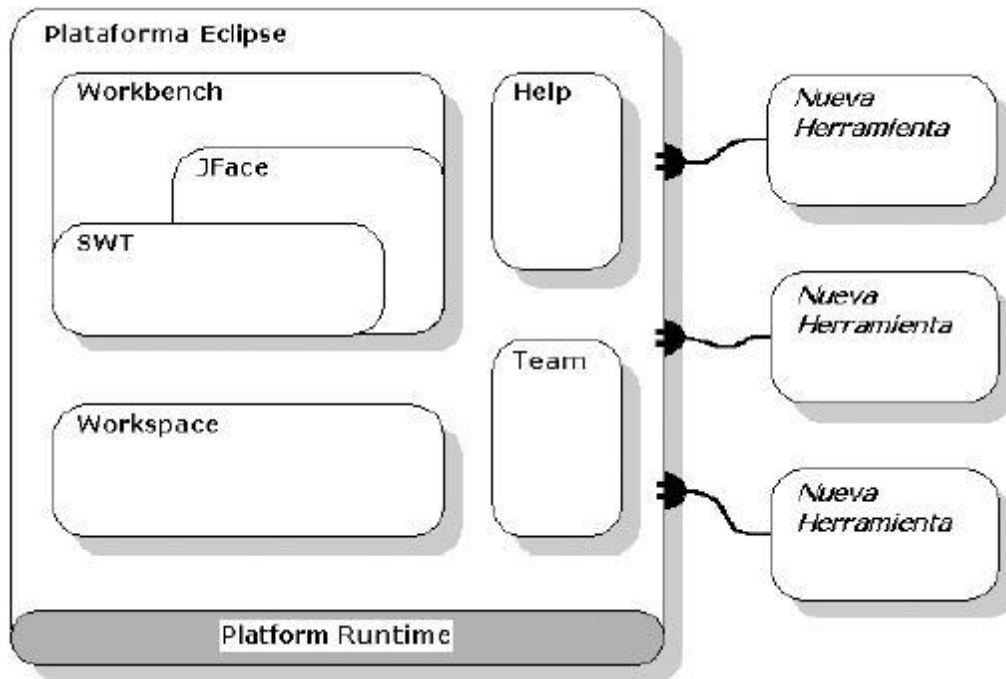 Plataforma Eclipse
Workbench
JFace
SWT
Help
Team
Workspace
Platform Runtime
Nueva
Herramienta
Nueva
Herramienta
Nueva
Herramienta